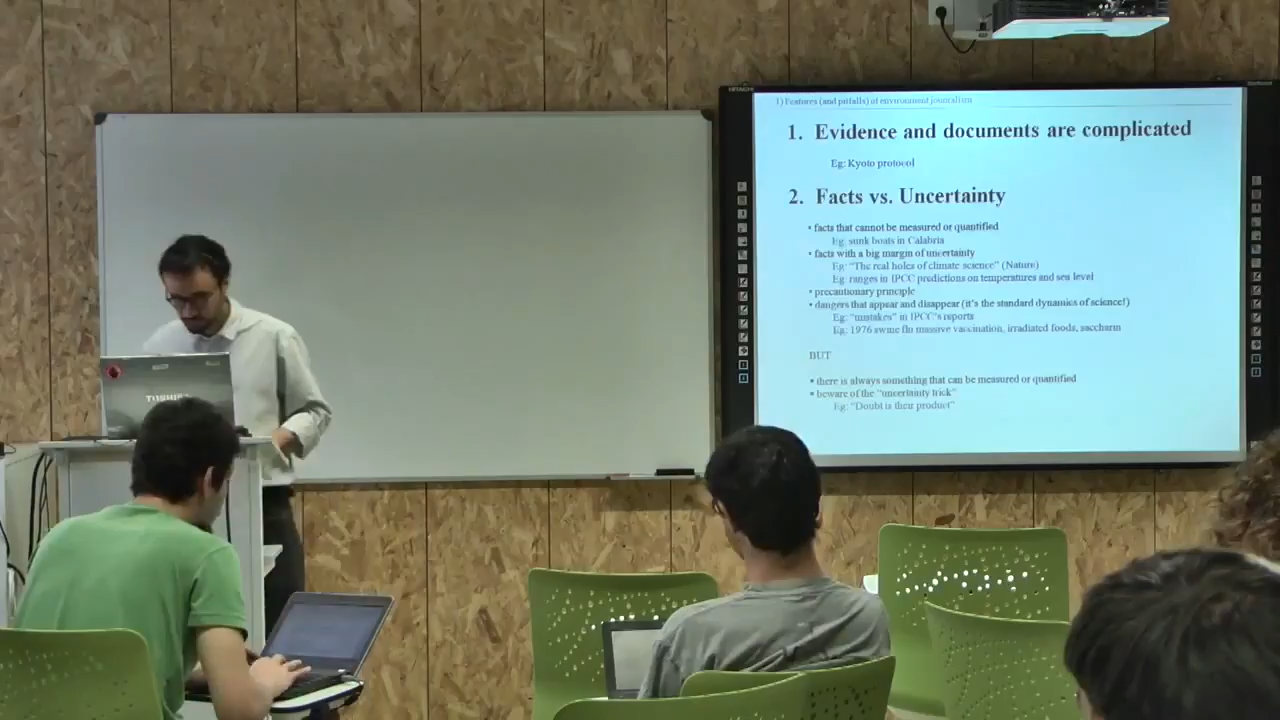 HITACHI
1) Features (and pitfalls) of environment journalism
1. Evidence and documents are complicated
Eg: Kyoto protocol
2. Facts vs. Uncertainty
• facts that cannot be measured or quantified
Eg: sunk boats in Calabria
• facts with a big margin of uncertainty
Eg: “The real holes of climate science” (Nature)
Eg: ranges in IPCC predictions on temperatures and sea level
• precautionary principle
• dangers that appear and disappear (it’s the standard dynamics of science!)
Eg: “mistakes” in IPCC’s reports
Eg: 1976 swine flu massive vaccination, irradiated foods, saccharin
BUT
• there is always something that can be measured or quantified
• beware of the “uncertainty trick”
Eg: “Doubt is their product”
TOSHIBA